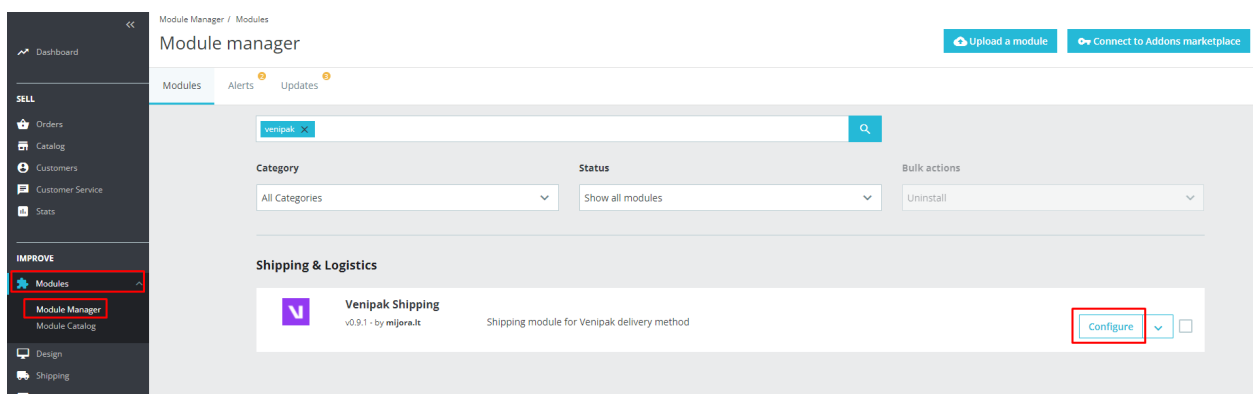 Module Manager / Modules
Module manager
Upload a module
Connect to Addons marketplace
Dashboard
SELL
Orders
Catalog
Customers
Customer Service
Stats
IMPROVE
Modules
Module Manager
Module Catalog
Design
Shipping
Modules
Alerts 2
Updates 3
venipak
Category
Status
Bulk actions
All Categories
Show all modules
Uninstall
Shipping & Logistics
Venipak Shipping
v0.9.1 - by mijora.lt
Shipping module for Venipak delivery method
Configure